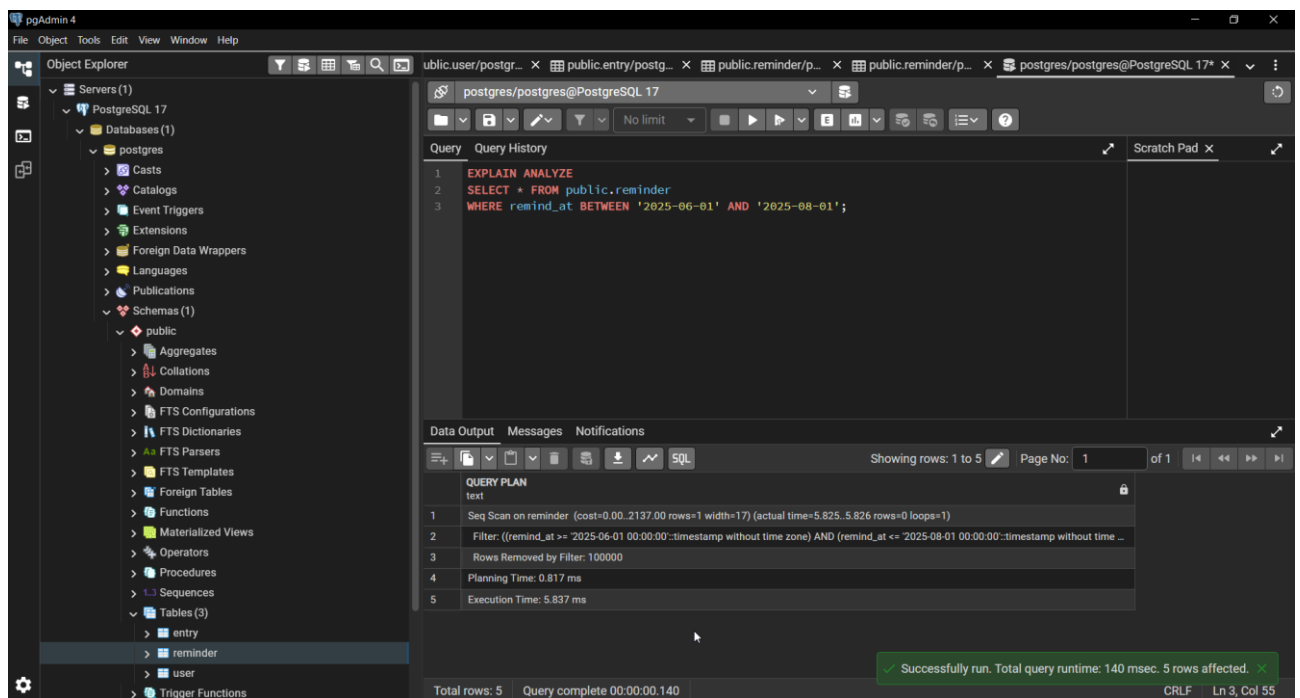 pgAdmin 4
File Object Tools Edit View Window Help
Object Explorer
ublic.user/postgr...
public.entry/postg...
public.reminder/p...
public.reminder/p...
postgres/postgres@PostgreSQL 17*
Servers (1)
PostgreSQL 17
Databases (1)
postgres
Casts
Catalogs
Event Triggers
Extensions
Foreign Data Wrappers
Languages
Publications
Schemas (1)
public
Aggregates
Collations
Domains
FTS Configurations
FTS Dictionaries
Aa FTS Parsers
FTS Templates
Foreign Tables
Functions
Materialized Views
Operators
Procedures
1..3 Sequences
Tables (3)
entry
reminder
user
Trigger Functions
postgres/postgres@PostgreSQL 17
No limit
E
Query Query History
Scratch Pad
1 EXPLAIN ANALYZE
2 SELECT * FROM public.reminder
3 WHERE remind_at BETWEEN '2025-06-01' AND '2025-08-01';
Data Output Messages Notifications
SQL
Showing rows: 1 to 5
Page No: 1 of 1
QUERY PLAN
text
1 Seq Scan on reminder (cost=0.00..2137.00 rows=1 width=17) (actual time=5.825..5.826 rows=0 loops=1)
2 Filter: ((remind_at >= '2025-06-01 00:00:00'::timestamp without time zone) AND (remind_at <= '2025-08-01 00:00:00'::timestamp without time ...
3 Rows Removed by Filter: 100000
4 Planning Time: 0.817 ms
5 Execution Time: 5.837 ms
Successfully run. Total query runtime: 140 msec. 5 rows affected.
Total rows: 5 Query complete 00:00:00.140 CRLF Ln 3, Col 55